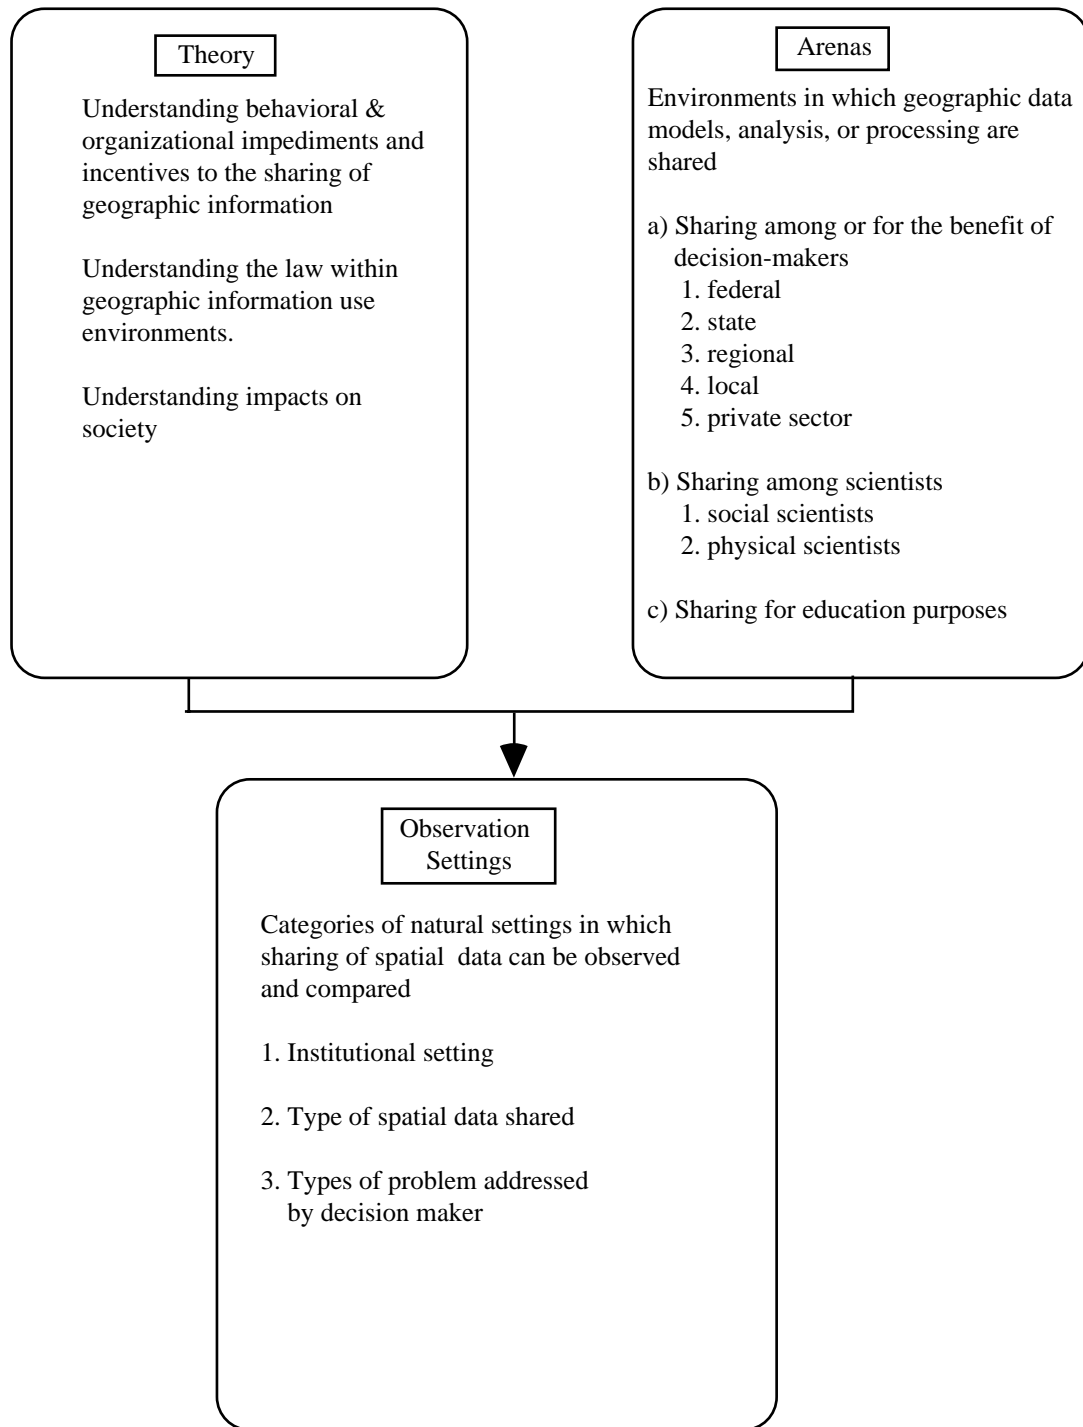 Theory
Understanding behavioral &
organizational impediments and
incentives to the sharing of
geographic information
Understanding the law within
geographic information use
environments.
Understanding impacts on
society
Arenas
Environments in which geographic data
models, analysis, or processing are
shared
a) Sharing among or for the benefit of
decision-makers
1. federal
2. state
3. regional
4. local
5. private sector
b) Sharing among scientists
1. social scientists
2. physical scientists
c) Sharing for education purposes
Observation
Settings
Categories of natural settings in which
sharing of spatial  data can be observed
and compared
1. Institutional setting
2. Type of spatial data shared
3. Types of problem addressed
by decision maker